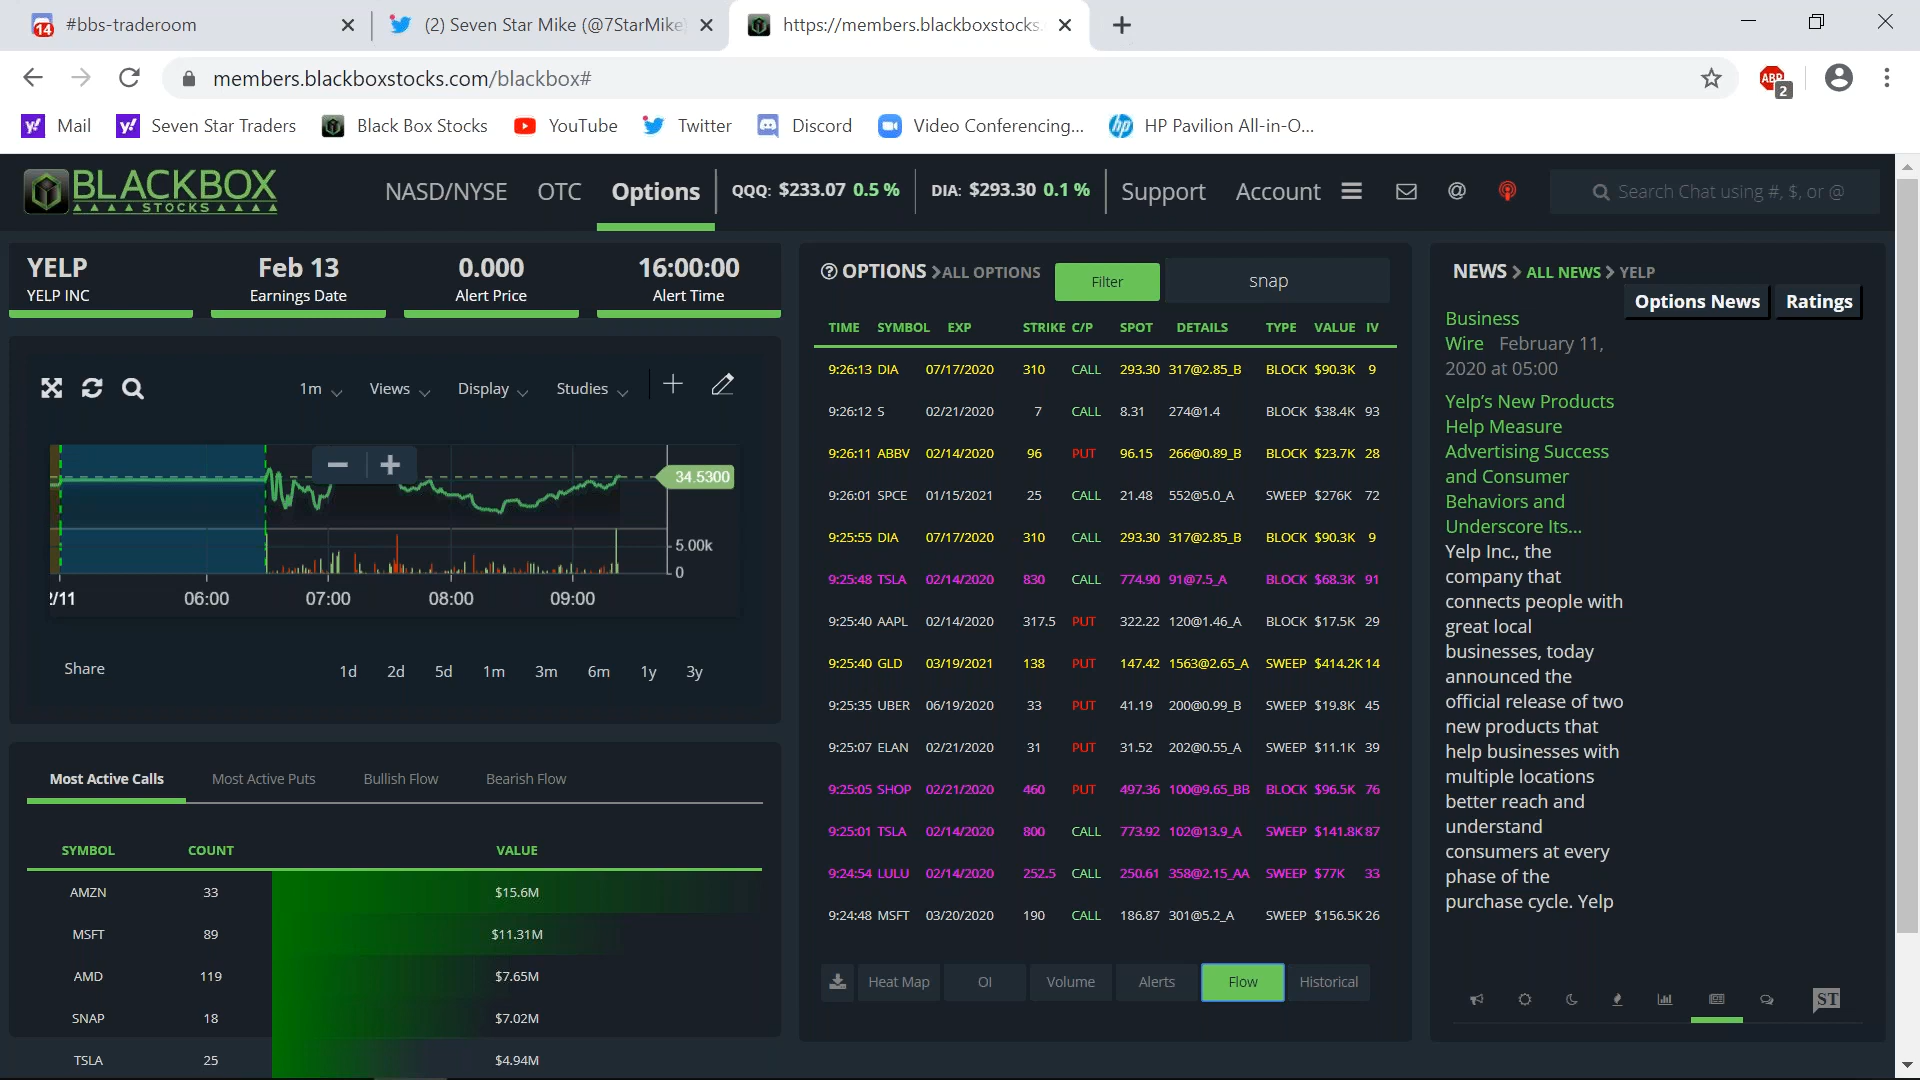 14 #bbs-traderoom
(2) Seven Star Mike (@7StarMike)
https://members.blackboxstocks.
members.blackboxstocks.com/blackbox#
ABP 2
Mail
Seven Star Traders
Black Box Stocks
YouTube
Twitter
Discord
Video Conferencing...
HP Pavilion All-in-O...
BLACKBOX
STOCKS
NASD/NYSE
OTC
Options
QQQ: $233.07 0.5 %
DIA: $293.30 0.1 %
Support
Account
Search Chat using #, $, or @
YELP
YELP INC
Feb 13
Earnings Date
0.000
Alert Price
16:00:00
Alert Time
1m
Views
Display
Studies
34.5300
5.00k
0
2/11 06:00 07:00 08:00 09:00
Share
1d 2d 5d 1m 3m 6m 1y 3y
Most Active Calls
Most Active Puts
Bullish Flow
Bearish Flow
SYMBOL COUNT VALUE
AMZN 33 $15.6M
MSFT 89 $11.31M
AMD 119 $7.65M
SNAP 18 $7.02M
TSLA 25 $4.94M
? OPTIONS > ALL OPTIONS
Filter
snap
TIME SYMBOL EXP STRIKE C/P SPOT DETAILS TYPE VALUE IV
9:26:13 DIA 07/17/2020 310 CALL 293.30 317@2.85_B BLOCK $90.3K 9
9:26:12 S 02/21/2020 7 CALL 8.31 274@1.4 BLOCK $38.4K 93
9:26:11 ABBV 02/14/2020 96 PUT 96.15 266@0.89_B BLOCK $23.7K 28
9:26:01 SPCE 01/15/2021 25 CALL 21.48 552@5.0_A SWEEP $276K 72
9:25:55 DIA 07/17/2020 310 CALL 293.30 317@2.85_B BLOCK $90.3K 9
9:25:48 TSLA 02/14/2020 830 CALL 774.90 91@7.5_A BLOCK $68.3K 91
9:25:40 AAPL 02/14/2020 317.5 PUT 322.22 120@1.46_A BLOCK $17.5K 29
9:25:40 GLD 03/19/2021 138 PUT 147.42 1563@2.65_A SWEEP $414.2K 14
9:25:35 UBER 06/19/2020 33 PUT 41.19 200@0.99_B SWEEP $19.8K 45
9:25:07 ELAN 02/21/2020 31 PUT 31.52 202@0.55_A SWEEP $11.1K 39
9:25:05 SHOP 02/21/2020 460 PUT 497.36 100@9.65_BB BLOCK $96.5K 76
9:25:01 TSLA 02/14/2020 800 CALL 773.92 102@13.9_A SWEEP $141.8K 87
9:24:54 LULU 02/14/2020 252.5 CALL 250.61 358@2.15_AA SWEEP $77K 33
9:24:48 MSFT 03/20/2020 190 CALL 186.87 301@5.2_A SWEEP $156.5K 26
Heat Map
OI
Volume
Alerts
Flow
Historical
NEWS > ALL NEWS > YELP
Options News
Ratings
Business
Wire February 11,
2020 at 05:00
Yelp's New Products
Help Measure
Advertising Success
and Consumer
Behaviors and
Underscore Its...
Yelp Inc., the
company that
connects people with
great local
businesses, today
announced the
official release of two
new products that
help businesses with
multiple locations
better reach and
understand
consumers at every
phase of the
purchase cycle. Yelp
ST